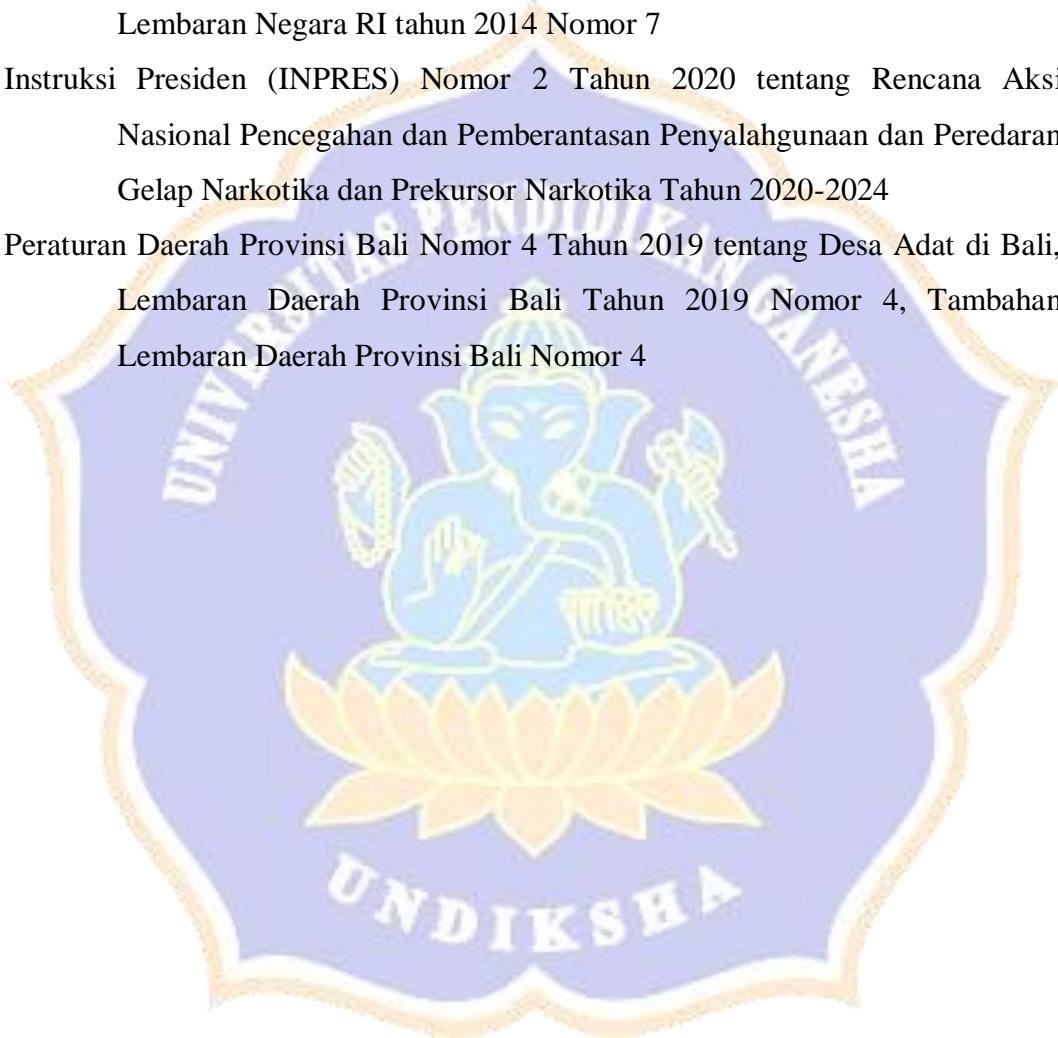 Lembaran Negara RI tahun 2014 Nomor 7
Instruksi Presiden (INPRES) Nomor 2 Tahun 2020 tentang Rencana Aksi
Nasional Pencegahan dan Pemberantasan Penyalahgunaan dan Peredaran
Gelap Narkotika dan Prekursor Narkotika Tahun 2020-2024
Peraturan Daerah Provinsi Bali Nomor 4 Tahun 2019 tentang Desa Adat di Bali,
Lembaran Daerah Provinsi Bali Tahun 2019 Nomor 4, Tambahan
Lembaran Daerah Provinsi Bali Nomor 4
UNIVERSITAS PENDIDIKAN GANESHA
UNDIKSHA